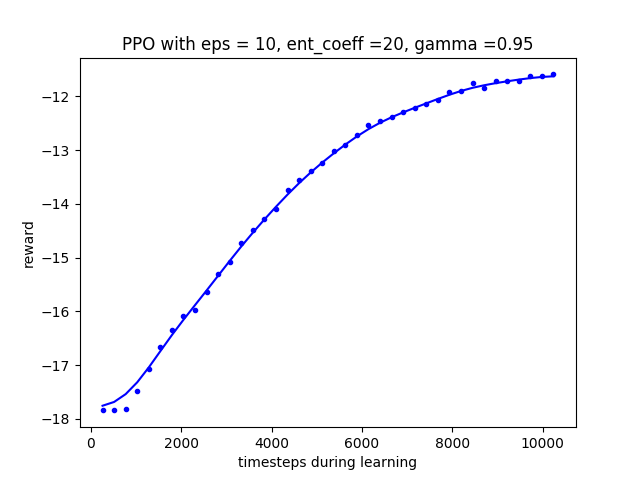 PPO with eps = 10, ent_coeff =20, gamma =0.95
reward
−12
−13
−14
−15
−16
−17
−18
0 2000 4000 6000 8000 10000
timesteps during learning